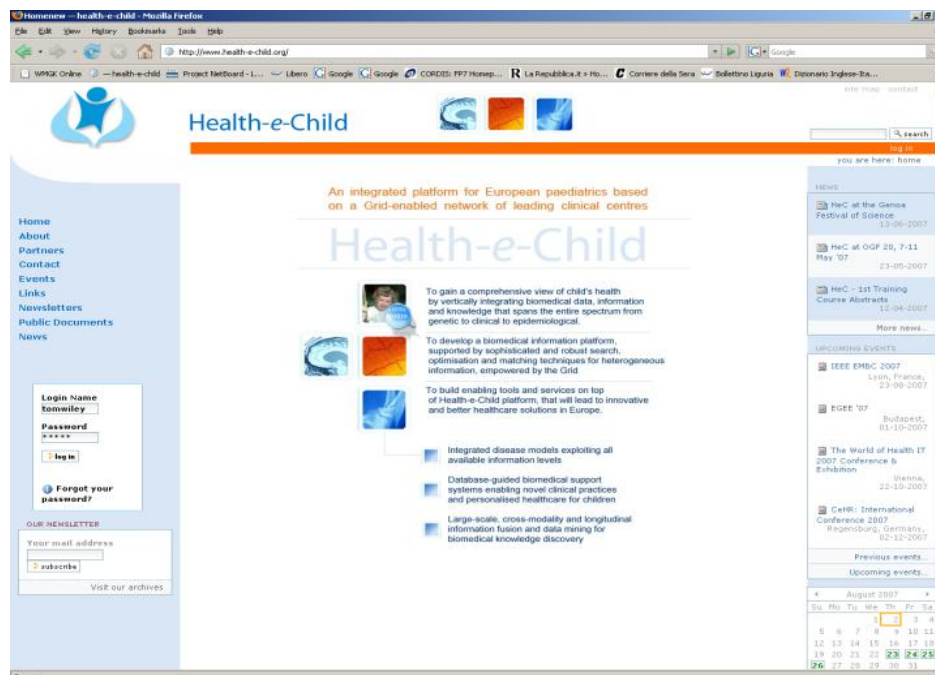 Homenew — health-e-child - Mozilla Firefox
File Edit View History Bookmarks Tools Help
http://www.health-e-child.org/
Google
WMGK Online
—health-e-child
Project NetBoard - L...
Libero
Google
Google
CORDIS: FP7 Homep...
La Repubblica.it » Ho...
Corriere della Sera
Bollettino Liguria
Dizionario Inglese-Ita...
site map contact
Health-e-Child
search
log in
you are here: home
Home
About
Partners
Contact
Events
Links
Newsletters
Public Documents
News
Login Name
tomwiley
Password
*****
log in
Forgot your
password?
OUR NEWSLETTER
Your mail address
subscribe
Visit our archives
An integrated platform for European paediatrics based
on a Grid-enabled network of leading clinical centres
Health-e-Child
To gain a comprehensive view of child's health
by vertically integrating biomedical data, information
and knowledge that spans the entire spectrum from
genetic to clinical to epidemiological.
To develop a biomedical information platform,
supported by sophisticated and robust search,
optimisation and matching techniques for heterogeneous
information, empowered by the Grid
To build enabling tools and services on top
of Health-e-Child platform, that will lead to innovative
and better healthcare solutions in Europe.
Integrated disease models exploiting all
available information levels
Database-guided biomedical support
systems enabling novel clinical practices
and personalised healthcare for children
Large-scale, cross-modality and longitudinal
information fusion and data mining for
biomedical knowledge discovery
NEWS
HeC at the Genoa
Festival of Science
13-06-2007
HeC at OGF 20, 7-11
May '07
23-05-2007
HeC - 1st Training
Course Abstracts
12-04-2007
More news...
UPCOMING EVENTS
IEEE EMBC 2007
Lyon, France,
23-08-2007
EGEE '07
Budapest,
01-10-2007
The World of Health IT
2007 Conference &
Exhibition
Vienna,
22-10-2007
CeHR: International
Conference 2007
Regensburg, Germany,
02-12-2007
Previous events...
Upcoming events...
August 2007
Su Mo Tu We Th Fr Sa
1 2 3 4
5 6 7 8 9 10 11
12 13 14 15 16 17 18
19 20 21 22 23 24 25
26 27 28 29 30 31